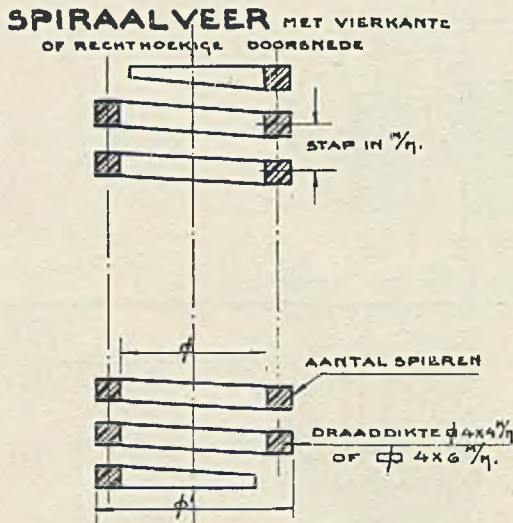 SPIRAALVEER MET VIERKANTE
OF RECHTHOEKIGE DOORSNEDE
STAP IN M/M.
ϕ
AANTAL SPIEREN
DRAADDIKTE ϕ 4x4 M/M
OF 4x6 M/M.
ϕ